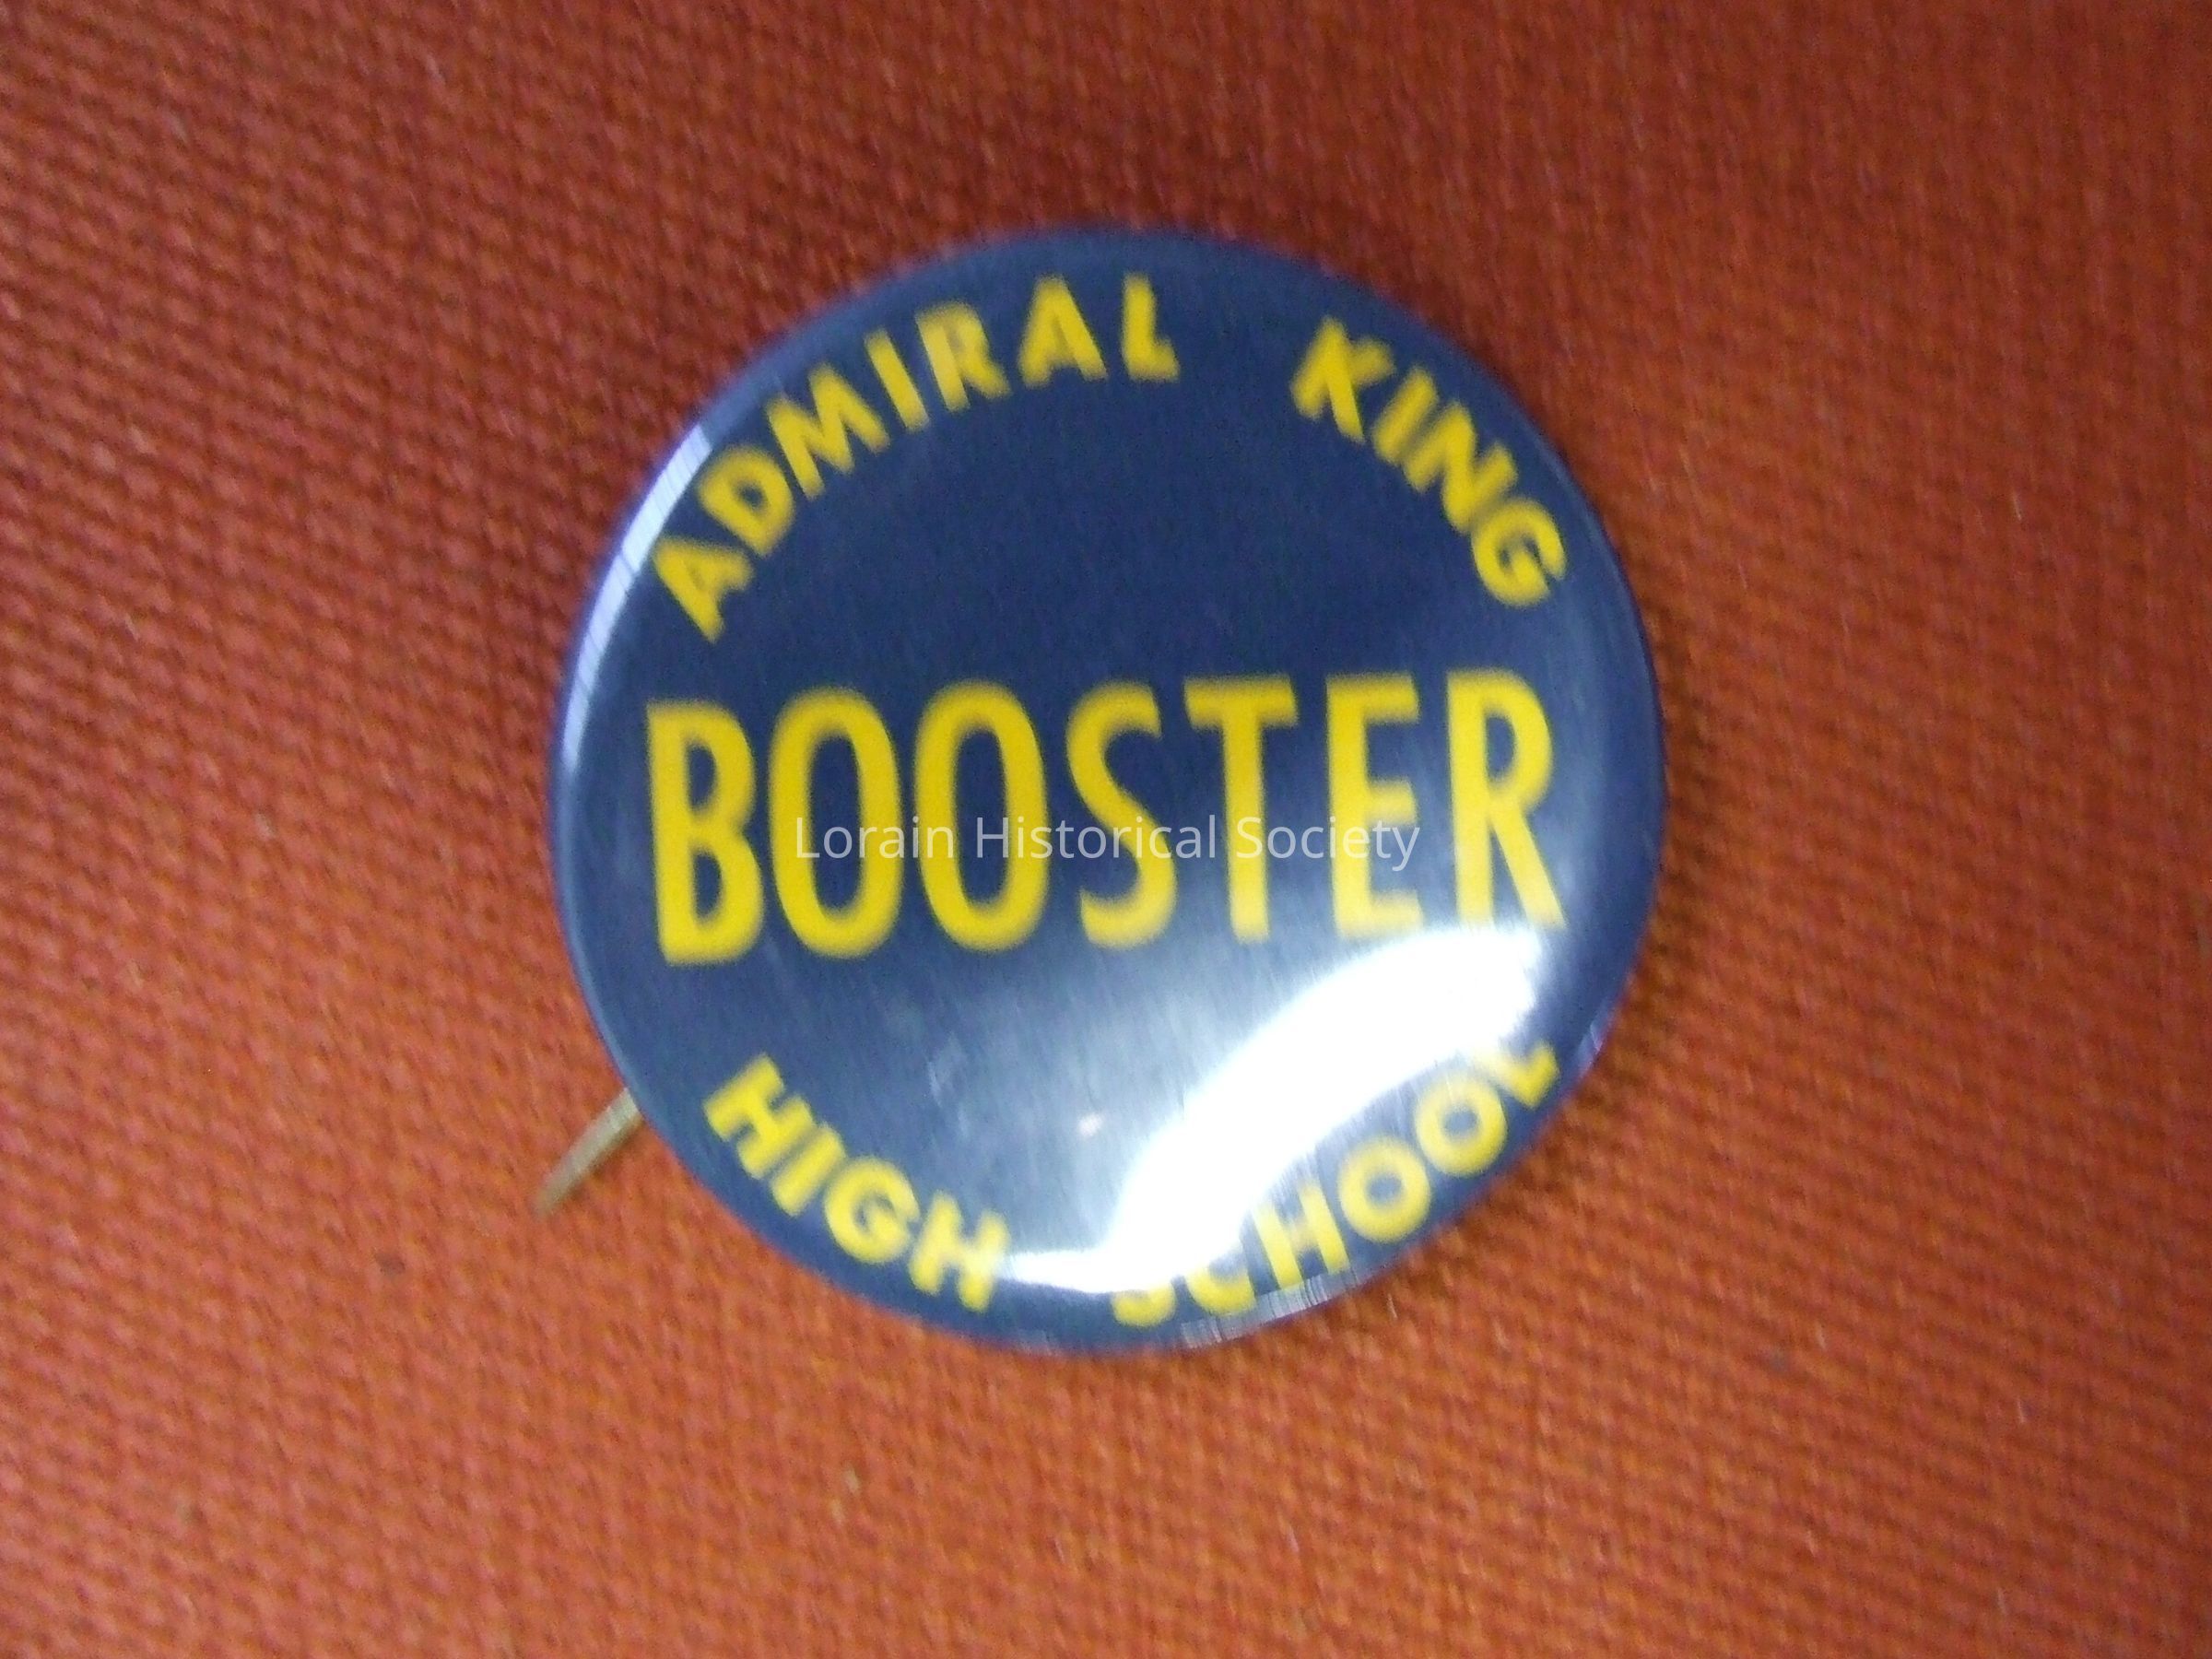 ADMIRAL KING
BOOSTER
Lorain Historical Society
HIGH SCHOOL